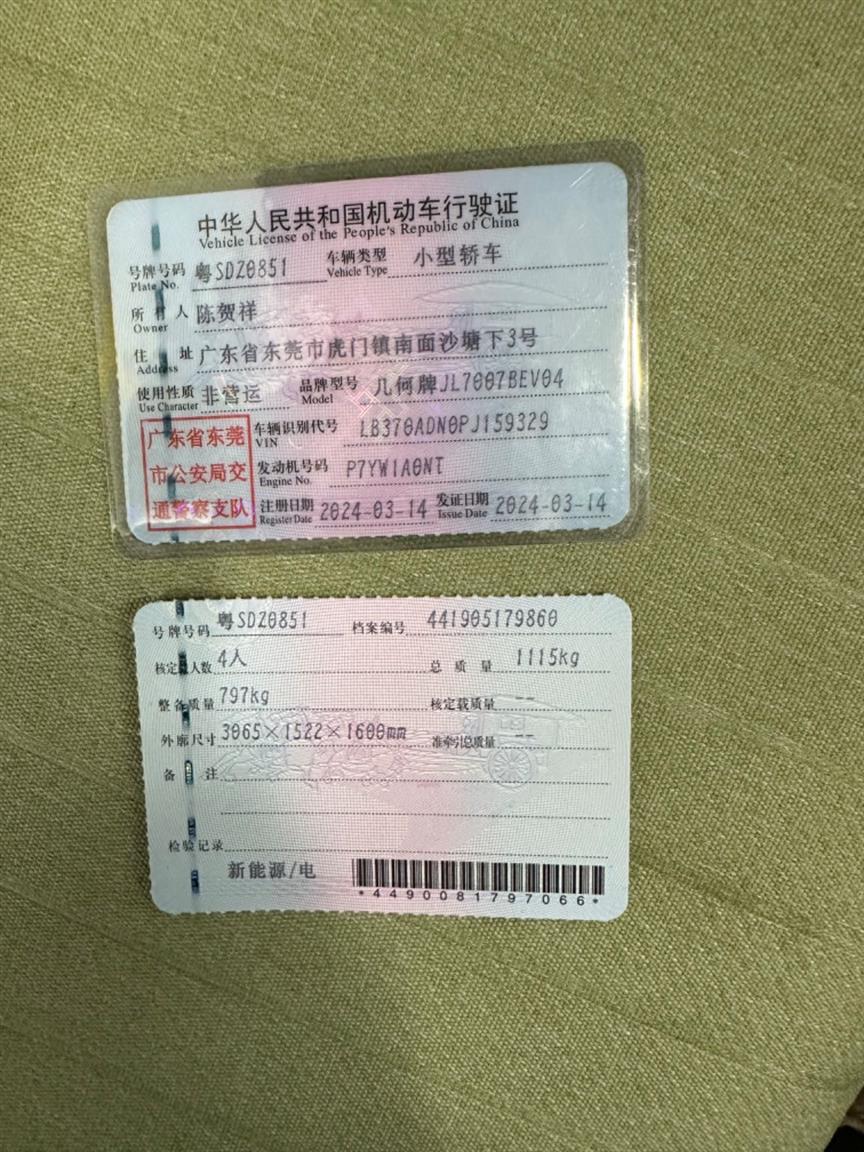 中华人民共和国机动车行驶证
Vehicle License of the People's Republic of China
号牌号码 粤SDZ0851 车辆类型 小型轿车
Plate No. Vehicle Type
所有人 陈贺祥
Owner
住址 广东省东莞市虎门镇南面沙塘下3号
Address
使用性质 非营运 品牌型号 几何牌JL7007BEV04
Use Character Model
广东省东莞
市公安局交
通警察支队
车辆识别代号 LB370ADN0PJ159329
VIN
发动机号码 P7YW1A0NT
Engine No.
注册日期 2024-03-14 发证日期 2024-03-14
Register Date Issue Date
号牌号码 粤SDZ0851 档案编号 441905179860
核定载人数 4人 总质量 1115kg
整备质量 797kg 核定载质量 --
外廓尺寸 3065×1522×1600mm 准牵引总质量 --
备注
检验记录
新能源/电
*4490081797066*